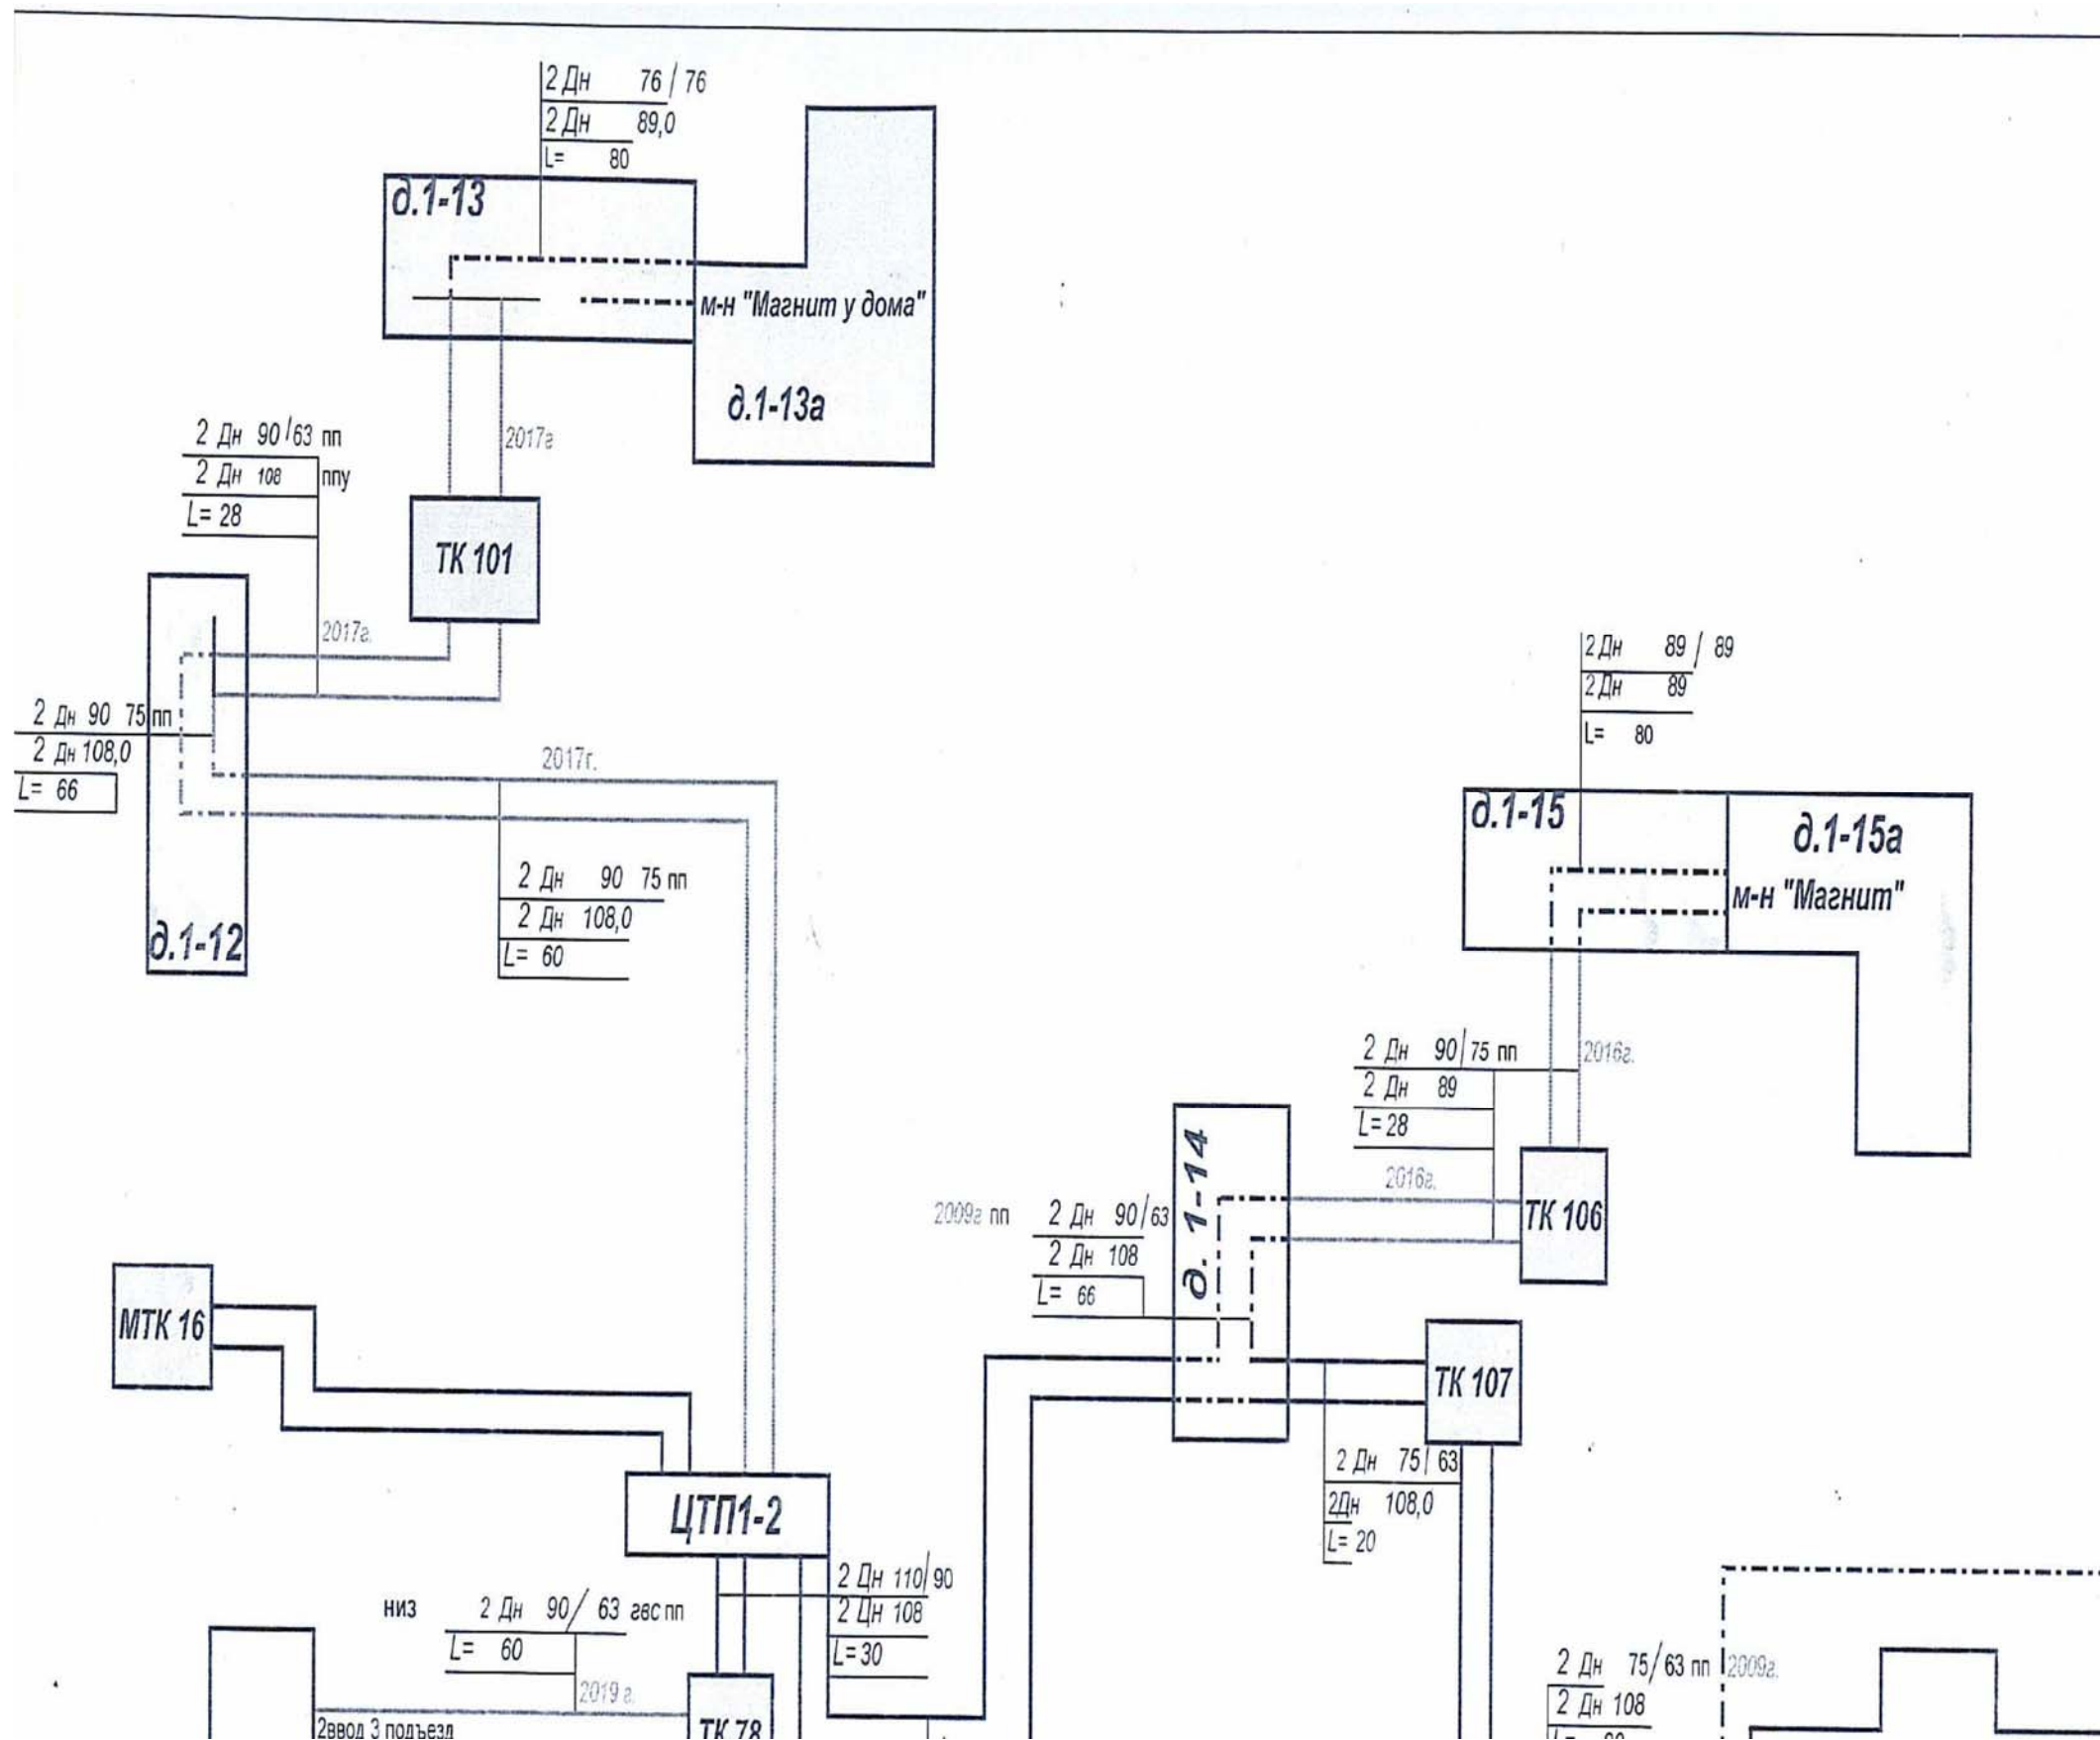 2 Дн 76 / 76
2 Дн 89,0
L= 80
д.1-13
м-н "Магнит у дома"
д.1-13а
2 Дн 90/63 пп
2 Дн 108 ппу
L= 28
2017г
ТК 101
2017г.
2 Дн 90 75 пп
2 Дн 108,0
L= 66
2017г.
2 Дн 90 75 пп
2 Дн 108,0
L= 60
д.1-12
2 Дн 89 / 89
2 Дн 89
L= 80
д.1-15
д.1-15а
м-н "Магнит"
2 Дн 90/75 пп
2 Дн 89
L= 28
2016г.
2016г.
ТК 106
д. 1-14
2009г пп
2 Дн 90/63
2 Дн 108
L= 66
МТК 16
ТК 107
2 Дн 75/ 63
2Дн 108,0
L= 20
ЦТП1-2
2 Дн 110/90
2 Дн 108
L=30
низ
2 Дн 90/ 63 гвс пп
L= 60
2019 г.
2ввод 3 подъезд
ТК 78
2 Дн 75/63 пп
2009г.
2 Дн 108